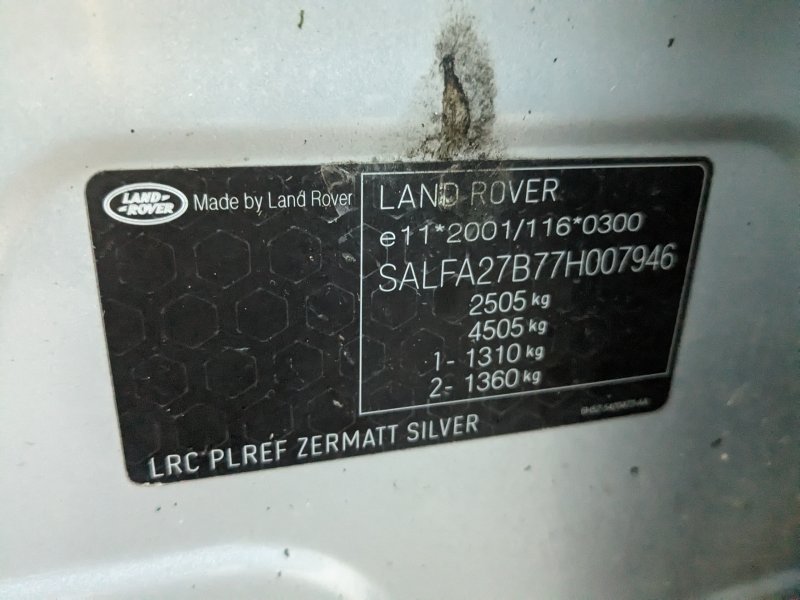 LAND ROVER
Made by Land Rover
LAND ROVER
e11*2001/116*0300
SALFA27B77H007946
2505 kg
4505 kg
1- 1310 kg
2- 1360 kg
LRC PLREF ZERMATT SILVER